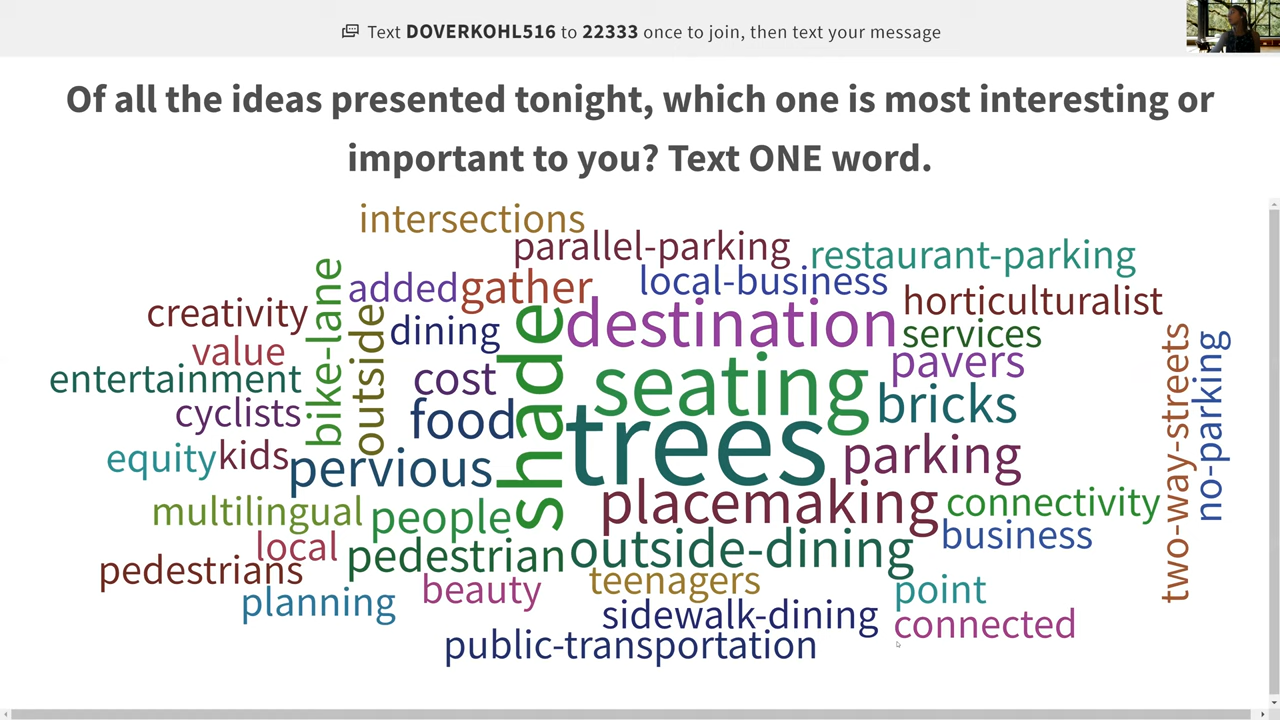 Text DOVERKOHL516 to 22333 once to join, then text your message
Of all the ideas presented tonight, which one is most interesting or
important to you? Text ONE word.
intersections
parallel-parking
restaurant-parking
local-business
added
gather
horticulturalist
creativity
bike-lane
outside
dining
shade
destination
services
value
pavers
entertainment
cost
seating
bricks
cyclists
food
trees
two-way-streets
no-parking
equity
kids
pervious
parking
placemaking
connectivity
multilingual
people
business
local
pedestrian
outside-dining
pedestrians
teenagers
point
planning
beauty
sidewalk-dining
connected
public-transportation